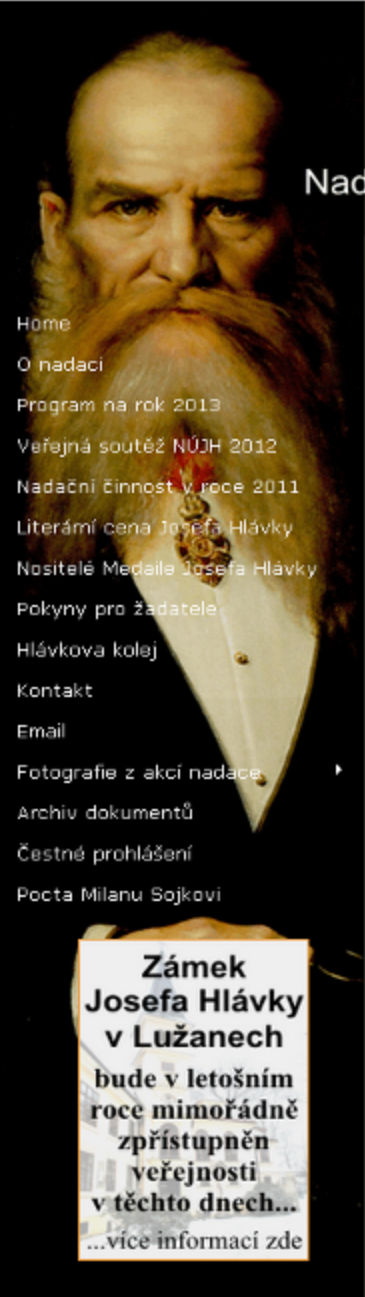 Nad
Home
O nadaci
Program na rok 2013
Veřejná soutěž NÚJH 2012
Nadační činnost v roce 2011
Literární cena Josefa Hlávky
Nositelé Medaile Josefa Hlávky
Pokyny pro žadatele
Hlávkova kolej
Kontakt
Email
Fotografie z akcí nadace
Archiv dokumentů
Čestné prohlášení
Pocta Milanu Sojkovi
Zámek
Josefa Hlávky
v Lužanech
bude v letošním
roce mimořádně
zpřístupněn
veřejnosti
v těchto dnech...
...více informací zde